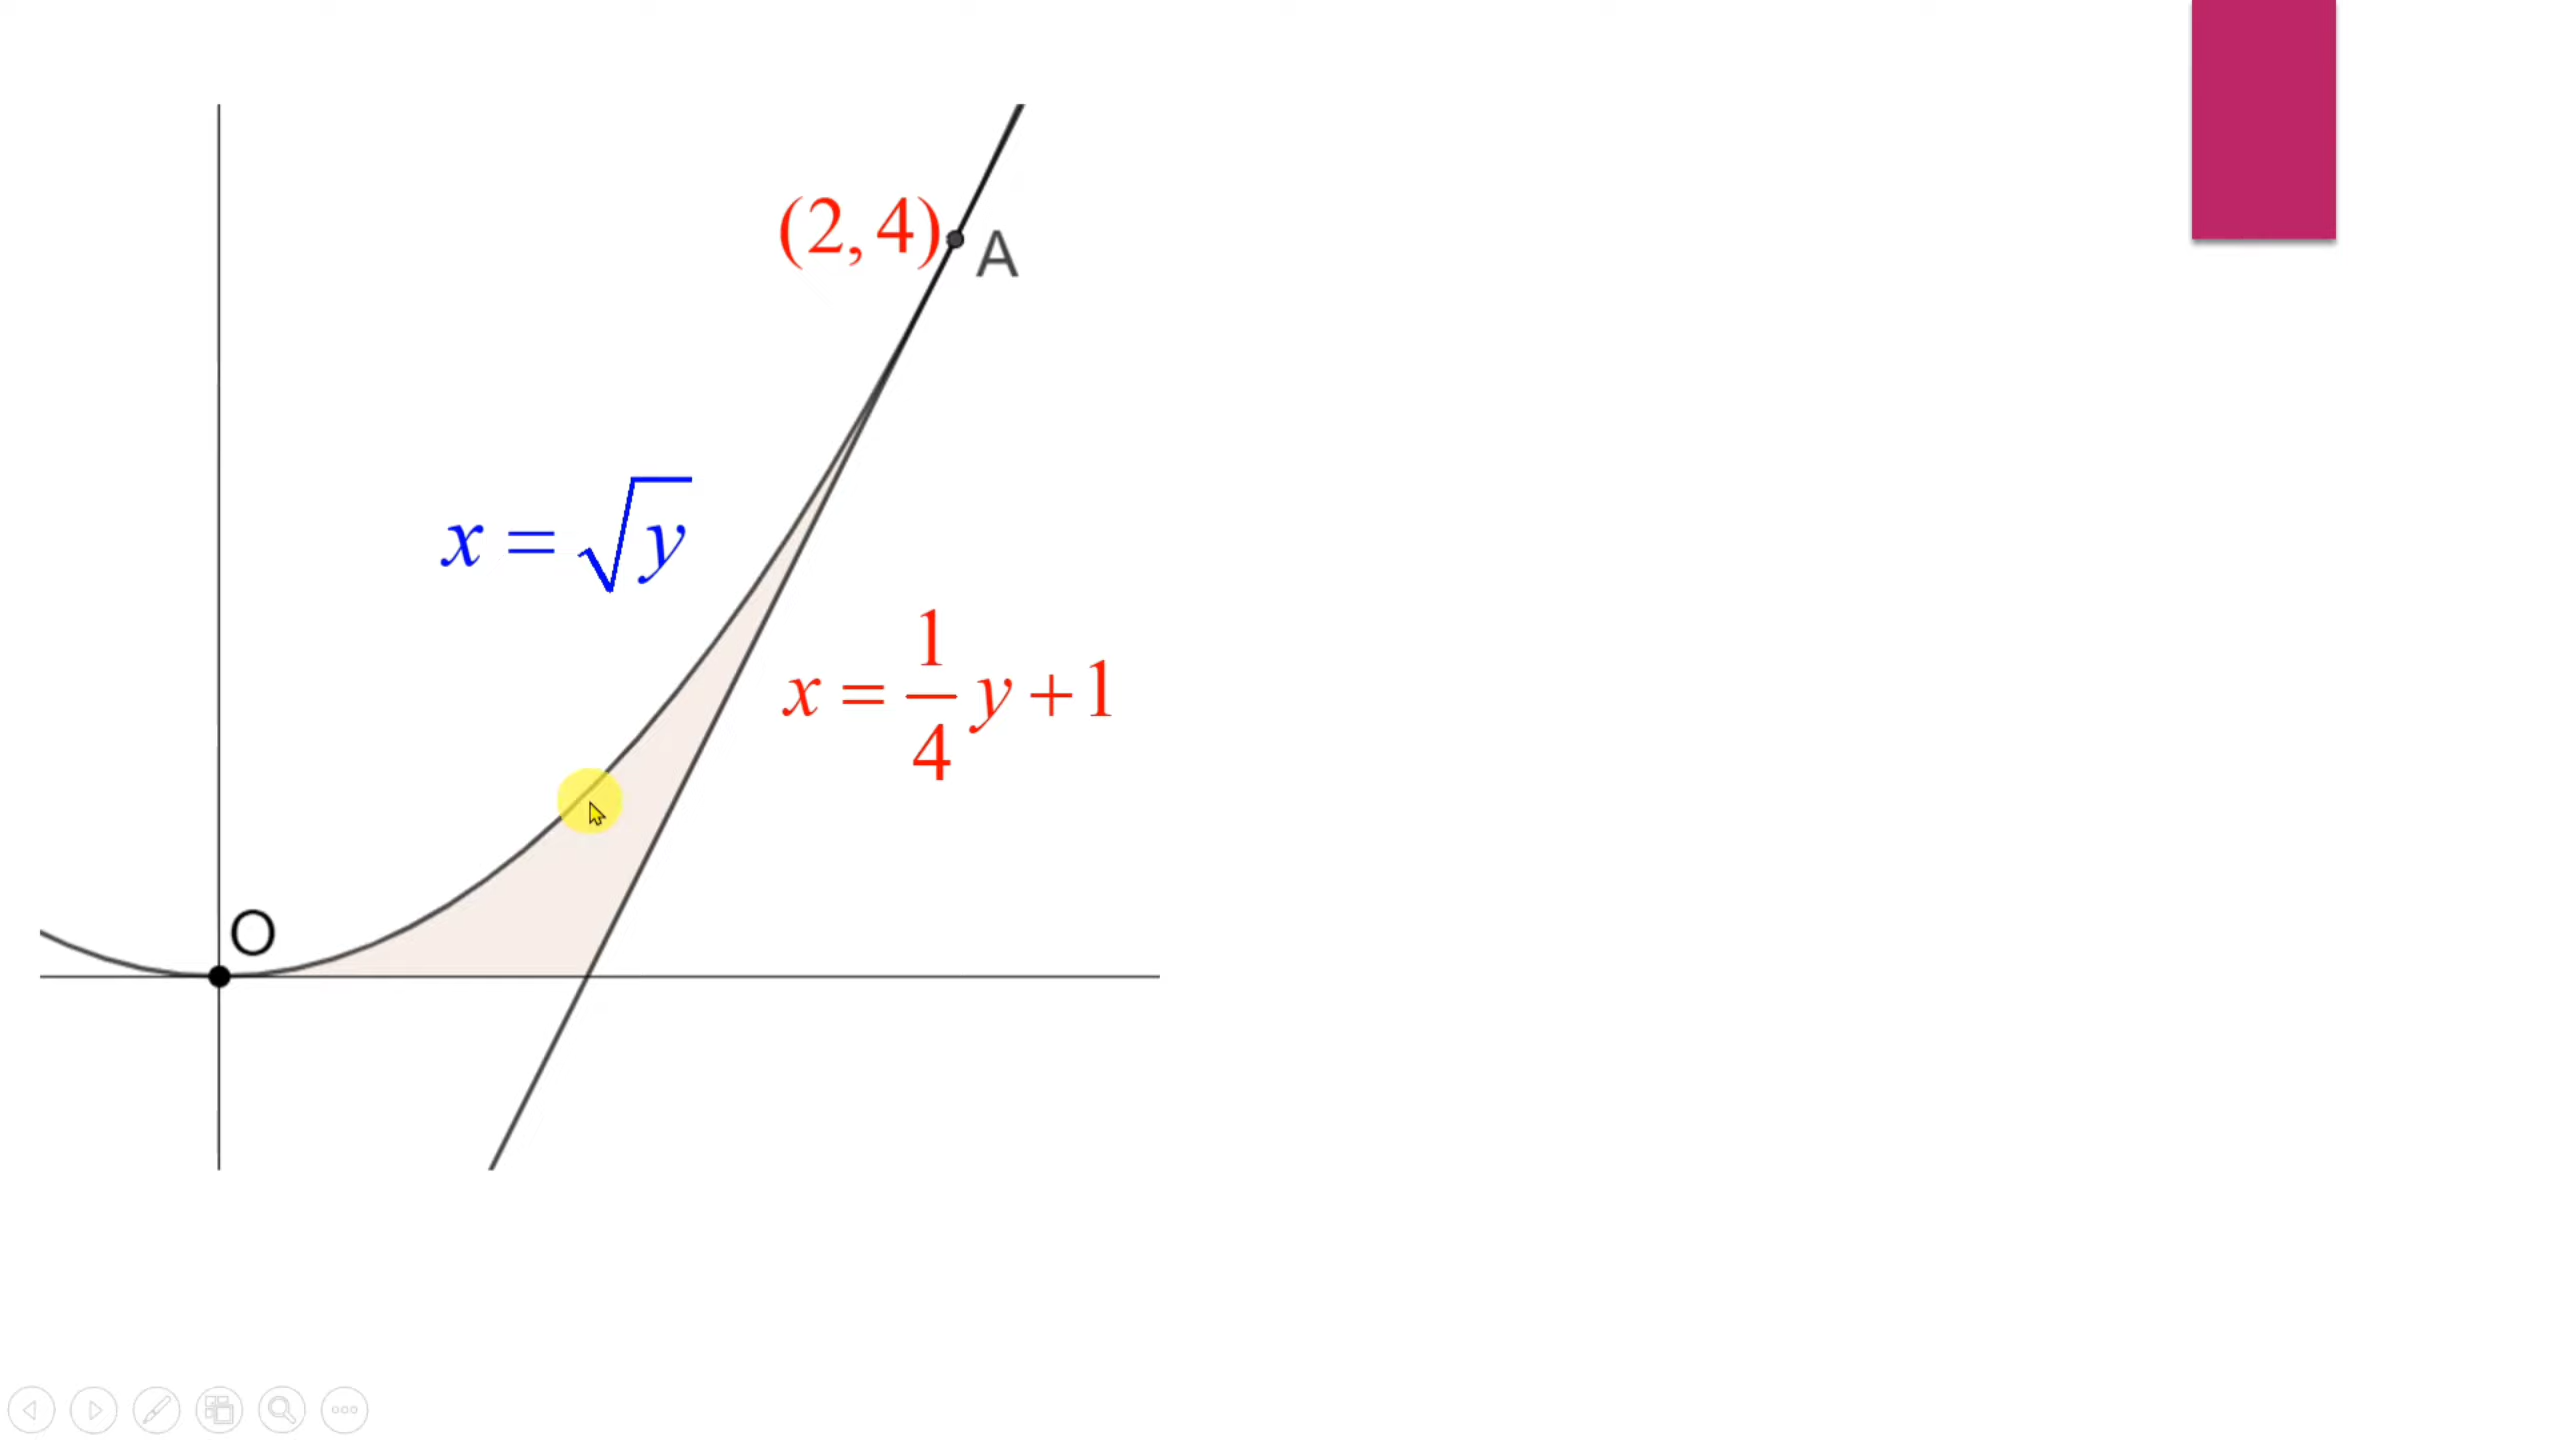 (2, 4)
A
x = √y
x = 1/4 y + 1
O